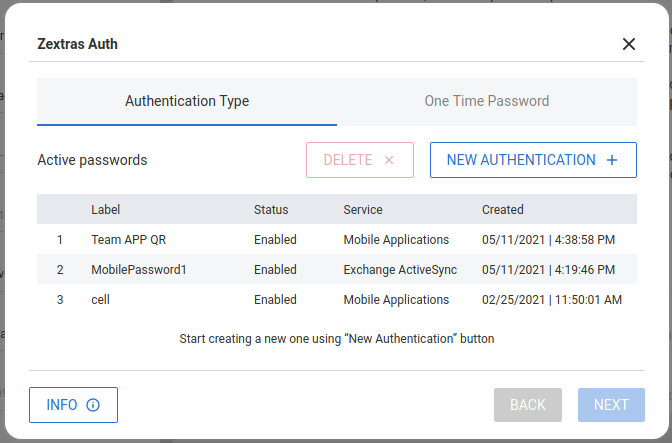 Zextras Auth
Authentication Type One Time Password
Active passwords DELETE NEW AUTHENTICATION
Label Status Service Created
1 Team APP QR Enabled Mobile Applications 05/11/2021 | 4:38:58 PM
2 MobilePassword1 Enabled Exchange ActiveSync 05/11/2021 | 4:19:46 PM
3 cell Enabled Mobile Applications 02/25/2021 | 11:50:01 AM
Start creating a new one using “New Authentication” button
INFO BACK NEXT